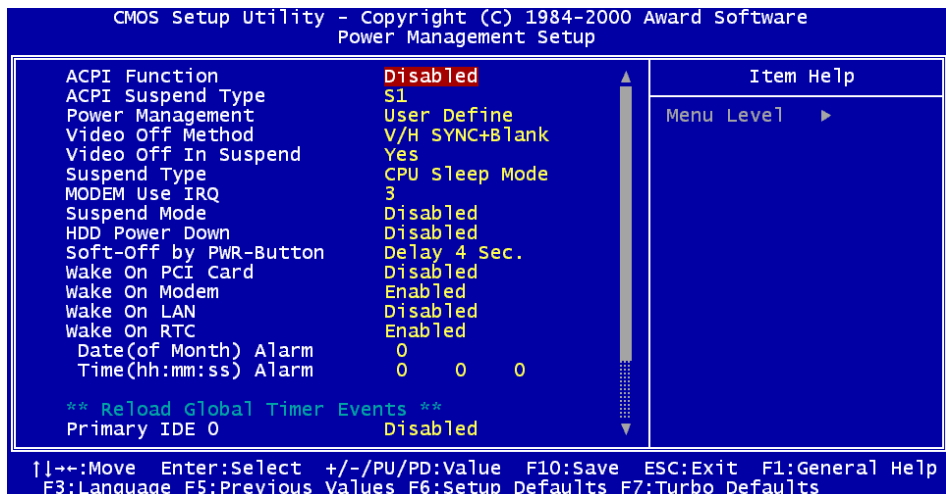 CMOS Setup Utility - Copyright (C) 1984-2000 Award Software
Power Management Setup
ACPI Function Disabled
ACPI Suspend Type S1
Power Management User Define
Video Off Method V/H SYNC+Blank
Video Off In Suspend Yes
Suspend Type CPU Sleep Mode
MODEM Use IRQ 3
Suspend Mode Disabled
HDD Power Down Disabled
Soft-Off by PWR-Button Delay 4 Sec.
Wake On PCI Card Disabled
Wake On Modem Enabled
Wake On LAN Disabled
Wake On RTC Enabled
Date(of Month) Alarm 0
Time(hh:mm:ss) Alarm 0 0 0
** Reload Global Timer Events **
Primary IDE 0 Disabled
Item Help
Menu Level ▶
↑↓→←:Move Enter:Select +/-/PU/PD:Value F10:Save ESC:Exit F1:General Help
F3:Language F5:Previous Values F6:Setup Defaults F7:Turbo Defaults